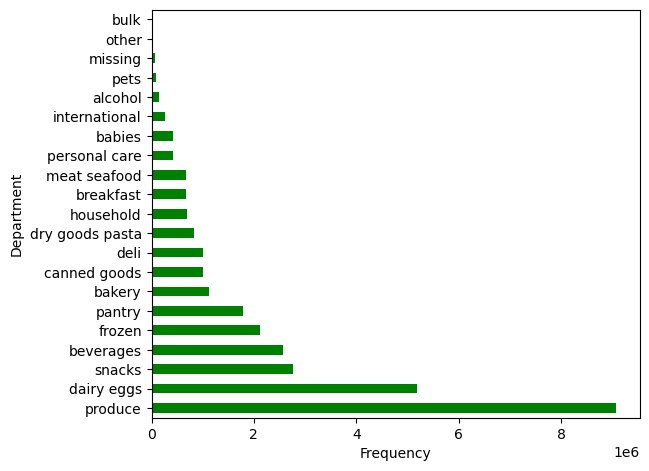 bulk
other
missing
pets
alcohol
international
babies
personal care
meat seafood
breakfast
household
dry goods pasta
deli
canned goods
bakery
pantry
frozen
beverages
snacks
dairy eggs
produce
Department
0 2 4 6 8
1e6
Frequency